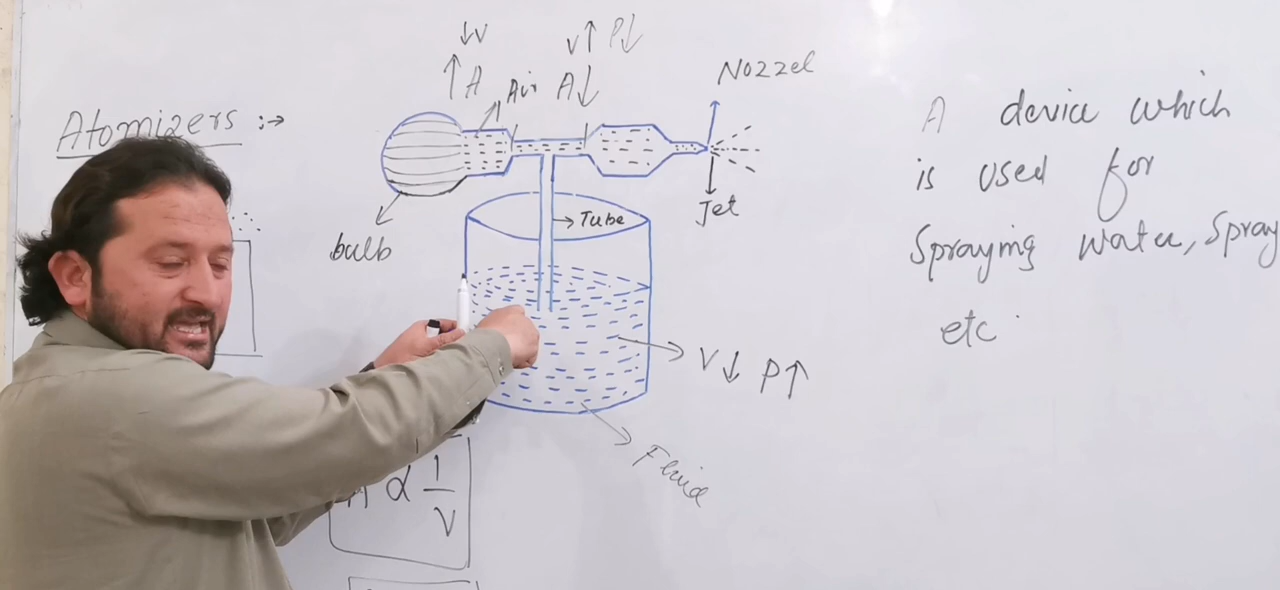 Atomizers :→
↓v
↑A
Air
v↑ P↓
A↓
Nozzel
Jet
bulb
→Tube
V↓ P↑
Fluid
A ∝ 1/V
A device which
is used for
Spraying water, Spray
etc.